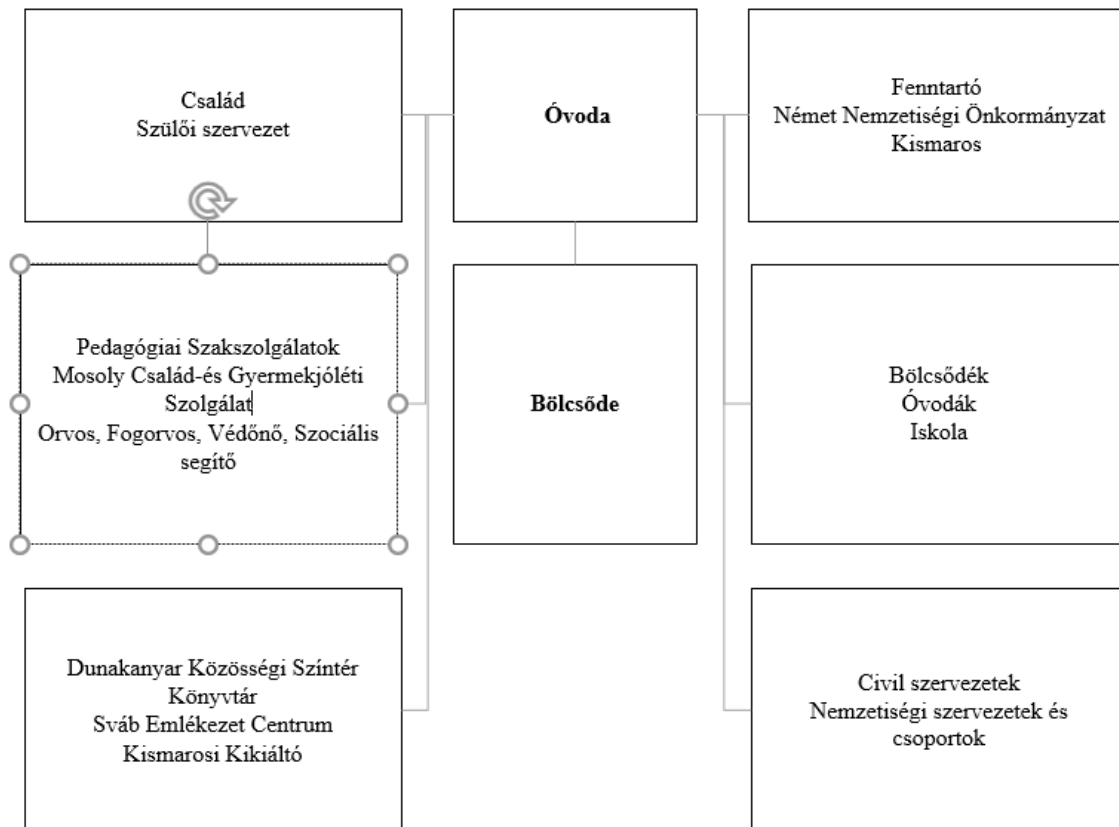 Család
Szülői szervezet
Óvoda
Fenntartó
Német Nemzetiségi Önkormányzat
Kismaros
Pedagógiai Szakszolgálatok
Mosoly Család-és Gyermekjóléti
Szolgálat
Orvos, Fogorvos, Védőnő, Szociális
segítő
Bölcsőde
Bölcsődék
Óvodák
Iskola
Dunakanyar Közösségi Színtér
Könyvtár
Sváb Emlékezet Centrum
Kismarosi Kikiáltó
Civil szervezetek
Nemzetiségi szervezetek és
csoportok